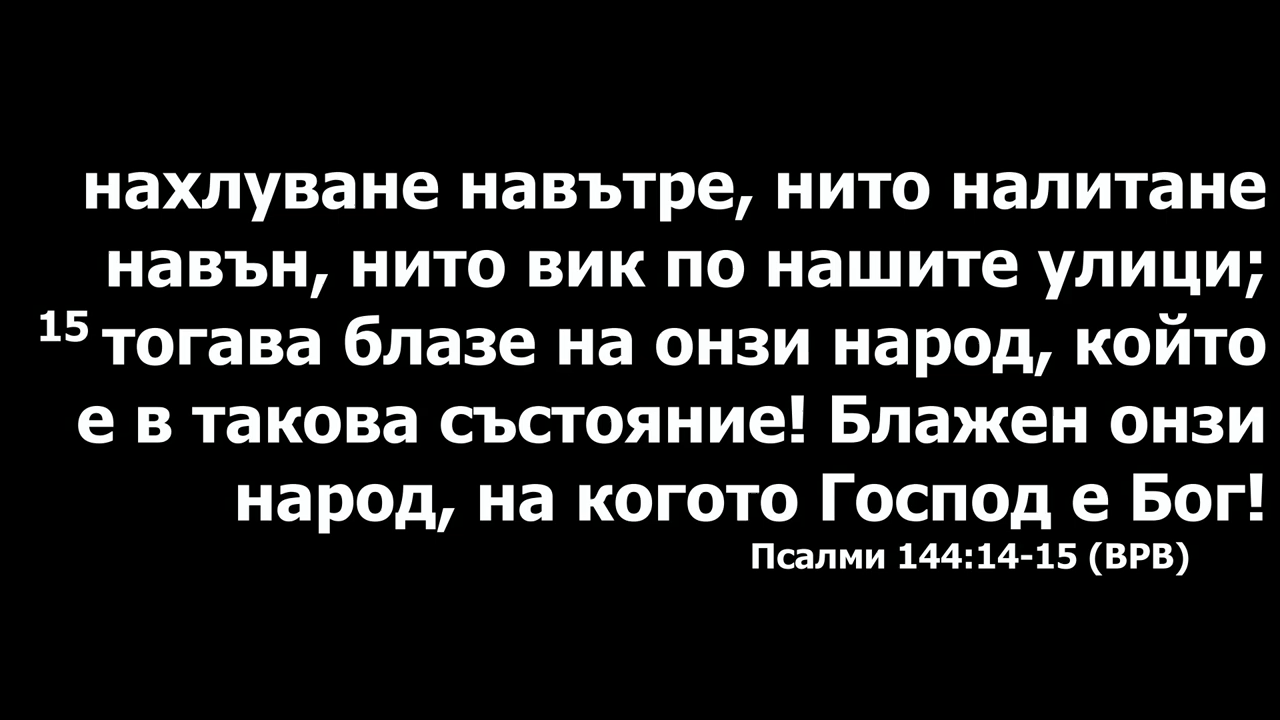 нахлуване навътре, нито налитане
навън, нито вик по нашите улици;
15 тогава блазе на онзи народ, който
е в такова състояние! Блажен онзи
народ, на когото Господ е Бог!
Псалми 144:14-15 (ВРВ)